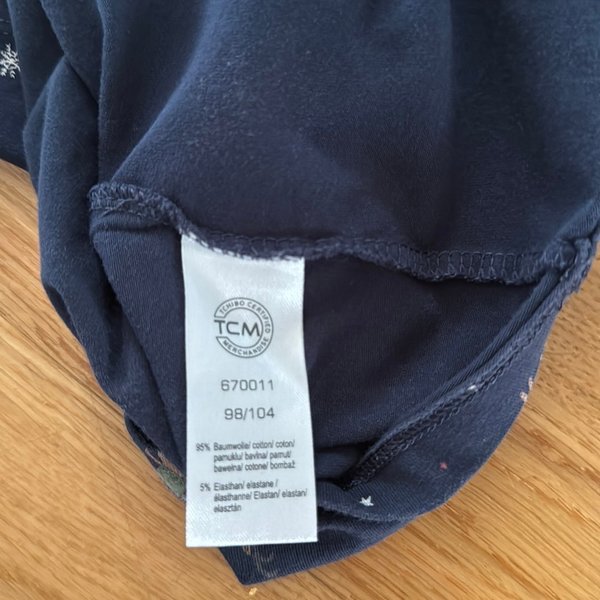 TCHIBO CERTIFIED
TCM
MERCHANDISE
670011
98/104
95% Baumwolle/ cotton/ coton/
pamuklu/ bavlna/ pamut/
bawełna/ cotone/ bombaž
5% Elasthan/ elastane /
élasthanne/ Elastan/ elastan/
elasztán